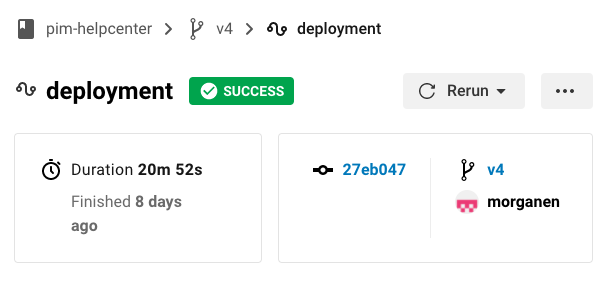 pim-helpcenter v4 deployment
deployment SUCCESS Rerun
Duration 20m 52s
Finished 8 days
ago
27eb047
v4
morganen